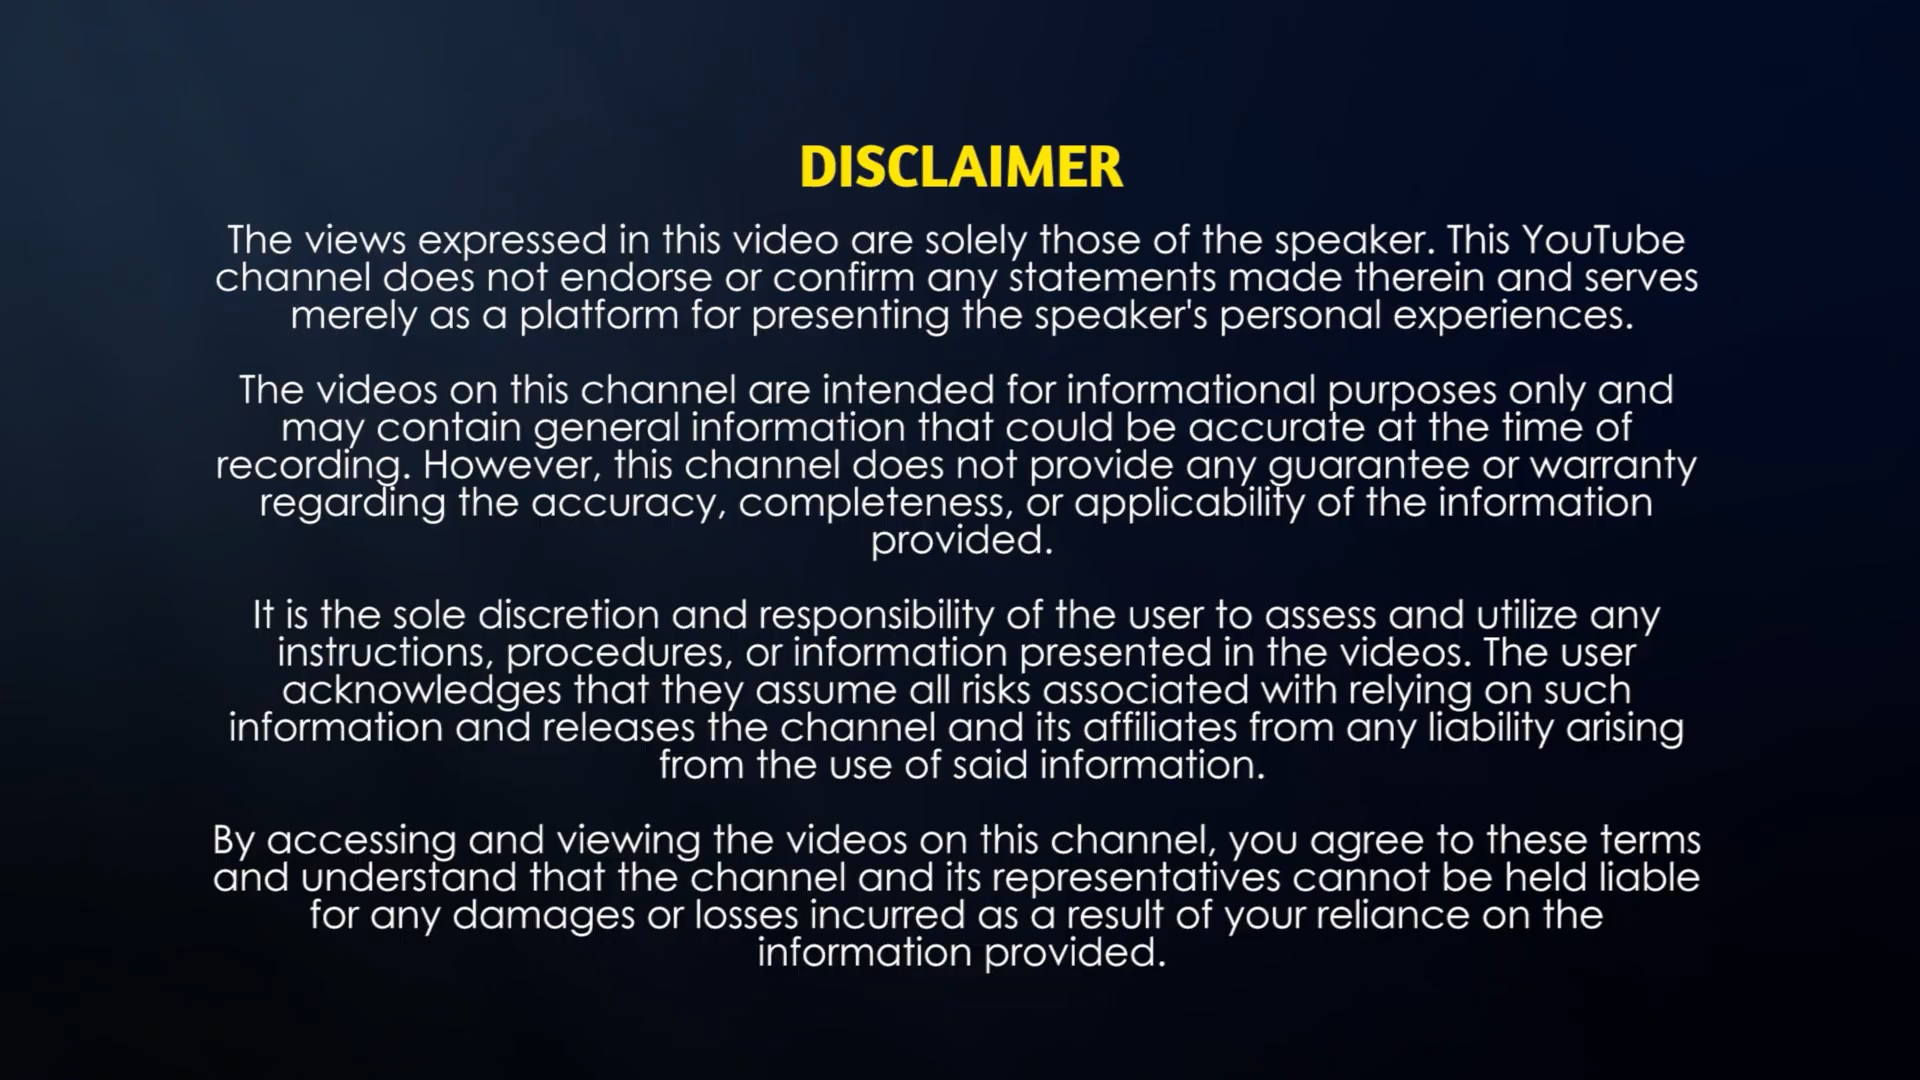 DISCLAIMER
The views expressed in this video are solely those of the speaker. This YouTube
channel does not endorse or confirm any statements made therein and serves
merely as a platform for presenting the speaker's personal experiences.
The videos on this channel are intended for informational purposes only and
may contain general information that could be accurate at the time of
recording. However, this channel does not provide any guarantee or warranty
regarding the accuracy, completeness, or applicability of the information
provided.
It is the sole discretion and responsibility of the user to assess and utilize any
instructions, procedures, or information presented in the videos. The user
acknowledges that they assume all risks associated with relying on such
information and releases the channel and its affiliates from any liability arising
from the use of said information.
By accessing and viewing the videos on this channel, you agree to these terms
and understand that the channel and its representatives cannot be held liable
for any damages or losses incurred as a result of your reliance on the
information provided.